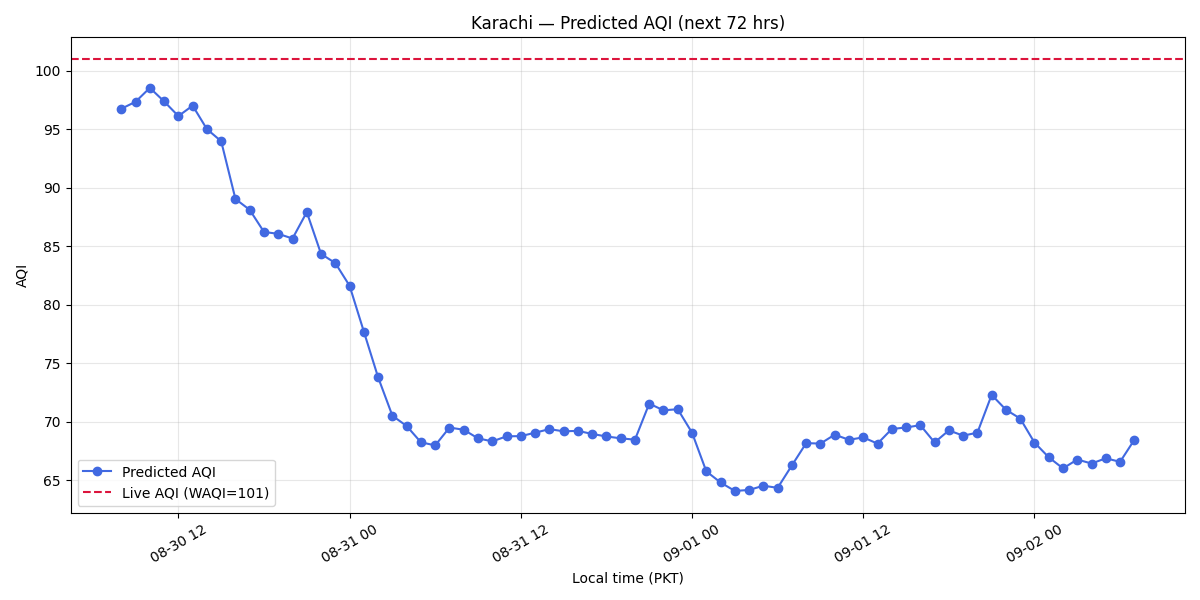 Karachi — Predicted AQI (next 72 hrs)
100
95
90
85
80
75
70
65
AQI
Predicted AQI
Live AQI (WAQI=101)
08-30 12
08-31 00
08-31 12
09-01 00
09-01 12
09-02 00
Local time (PKT)